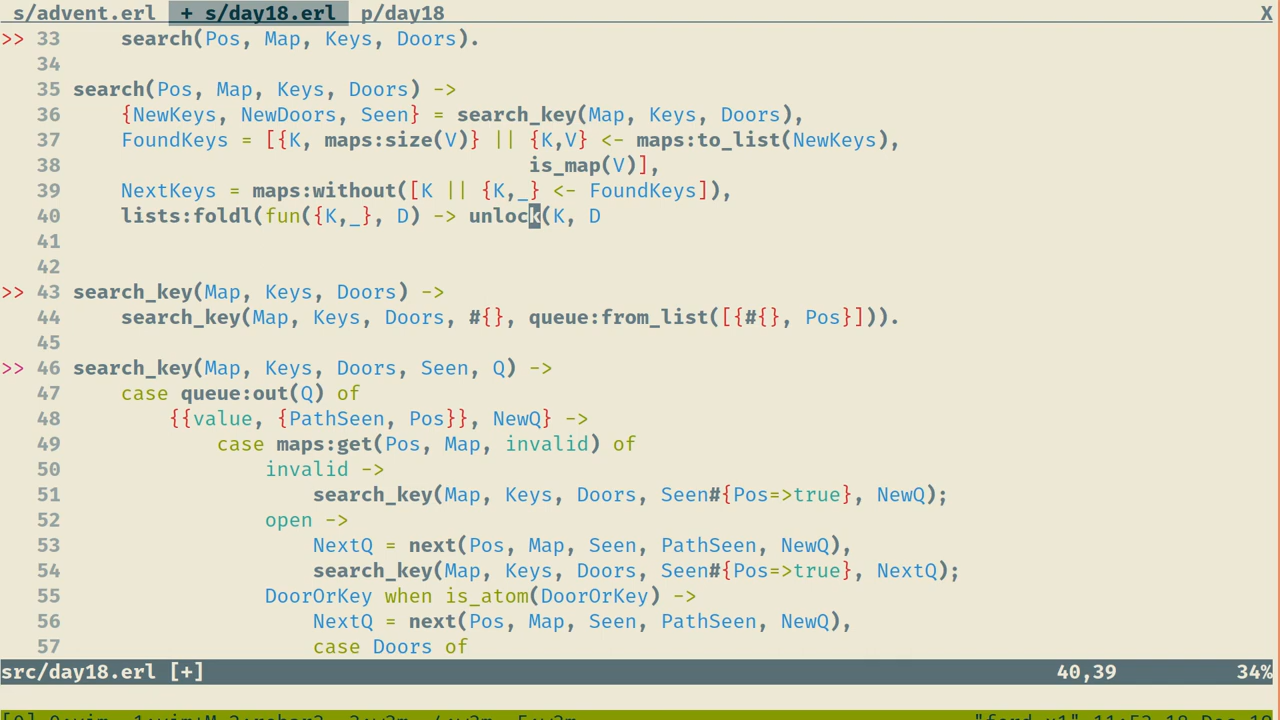 s/advent.erl + s/day18.erl p/day18 X
>> 33 search(Pos, Map, Keys, Doors).
34
35 search(Pos, Map, Keys, Doors) ->
36 {NewKeys, NewDoors, Seen} = search_key(Map, Keys, Doors),
37 FoundKeys = [{K, maps:size(V)} || {K,V} <- maps:to_list(NewKeys),
38 is_map(V)],
39 NextKeys = maps:without([K || {K,_} <- FoundKeys]),
40 lists:foldl(fun({K,_}, D) -> unlock(K, D
41
42
>> 43 search_key(Map, Keys, Doors) ->
44 search_key(Map, Keys, Doors, #{}, queue:from_list([{#{}, Pos}])).
45
>> 46 search_key(Map, Keys, Doors, Seen, Q) ->
47 case queue:out(Q) of
48 {{value, {PathSeen, Pos}}, NewQ} ->
49 case maps:get(Pos, Map, invalid) of
50 invalid ->
51 search_key(Map, Keys, Doors, Seen#{Pos=>true}, NewQ);
52 open ->
53 NextQ = next(Pos, Map, Seen, PathSeen, NewQ),
54 search_key(Map, Keys, Doors, Seen#{Pos=>true}, NextQ);
55 DoorOrKey when is_atom(DoorOrKey) ->
56 NextQ = next(Pos, Map, Seen, PathSeen, NewQ),
57 case Doors of
src/day18.erl [+] 40,39 34%